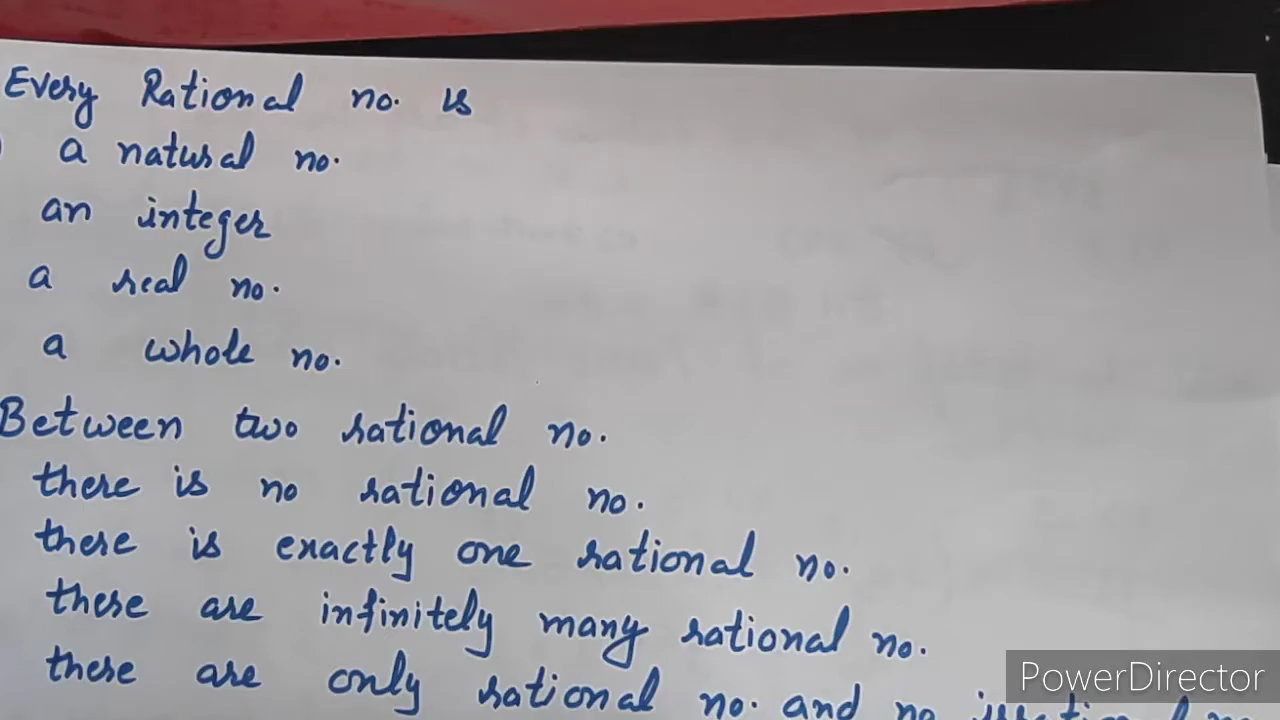 Every Rational no. is
a natural no.
an integer
a real no.
a whole no.
Between two rational no.
there is no rational no.
there is exactly one rational no.
there are infinitely many rational no.
there are only rational no. and no
PowerDirector